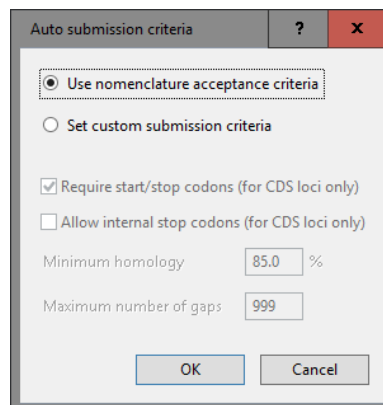 Auto submission criteria ? x
Use nomenclature acceptance criteria
Set custom submission criteria
Require start/stop codons (for CDS loci only)
Allow internal stop codons (for CDS loci only)
Minimum homology 85.0 %
Maximum number of gaps 999
OK Cancel